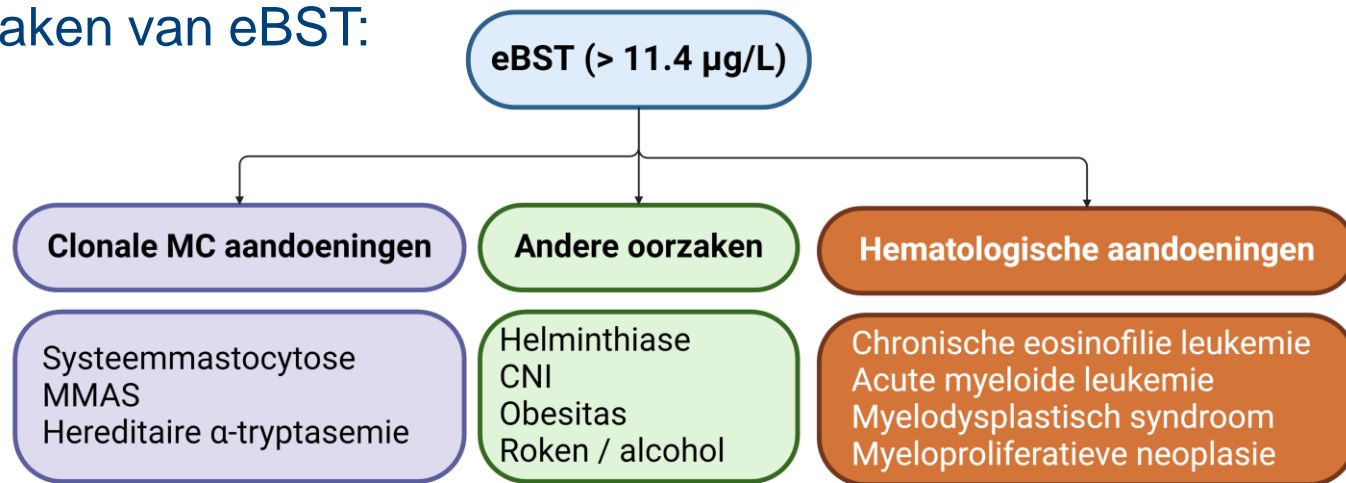 aken van eBST:
eBST (> 11.4 µg/L)
Clonale MC aandoeningen
Systeemmastocytose
MMAS
Hereditaire α-tryptasemie
Andere oorzaken
Helminthiase
CNI
Obesitas
Roken / alcohol
Hematologische aandoeningen
Chronische eosinofilie leukemie
Acute myeloide leukemie
Myelodysplastisch syndroom
Myeloproliferatieve neoplasie